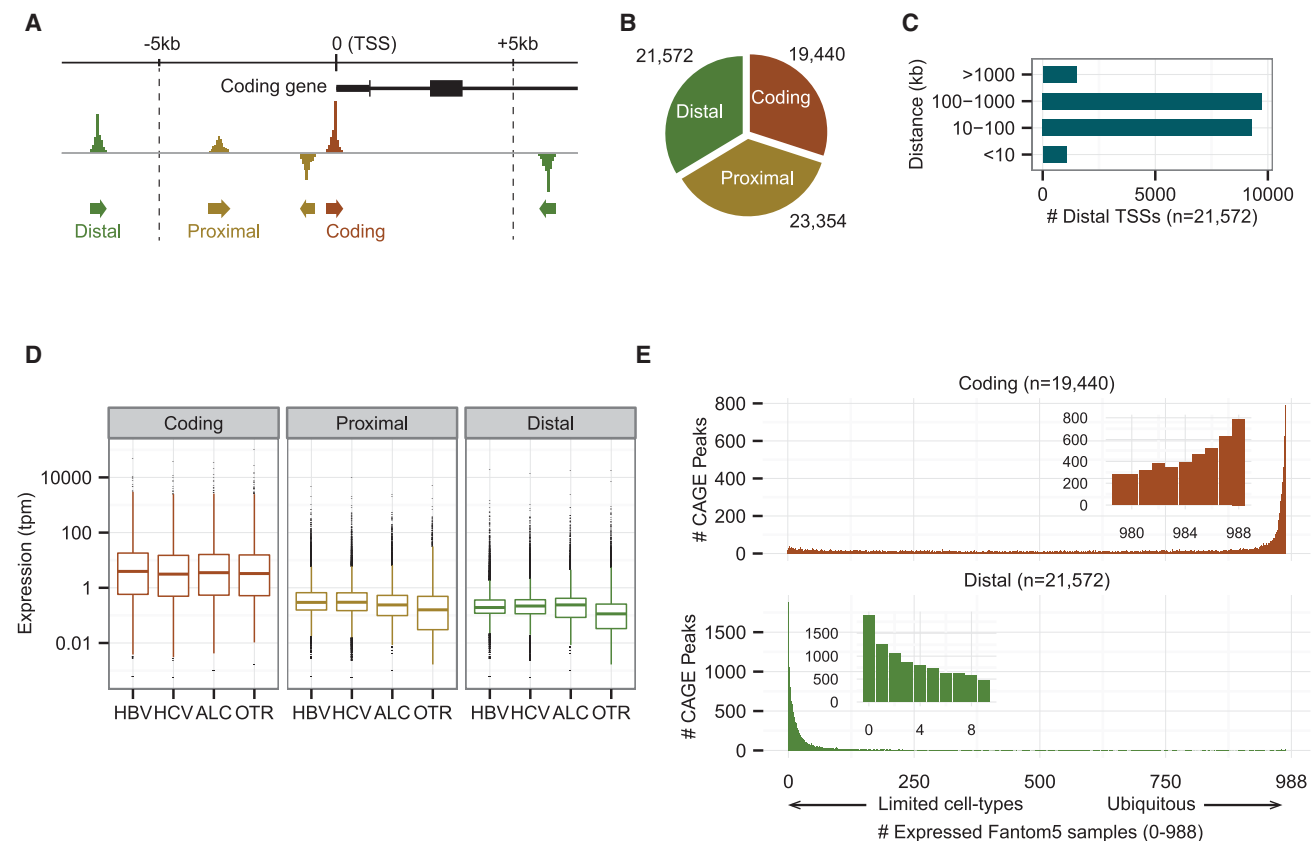 A
-5kb 0 (TSS) +5kb
Coding gene
Distal Proximal Coding
B
21,572 19,440
Distal Coding
Proximal
23,354
C
Distance (kb)
>1000
100−1000
10−100
<10
0 5000 10000
# Distal TSSs (n=21,572)
D
Coding Proximal Distal
Expression (tpm)
10000
100
1
0.01
HBV HCV ALC OTR HBV HCV ALC OTR HBV HCV ALC OTR
E
Coding (n=19,440)
# CAGE Peaks
800
600
400
200
0
800
600
400
200
0
980 984 988
Distal (n=21,572)
# CAGE Peaks
1500
1000
500
0
1500
1000
500
0
0 4 8
0 250 500 750 988
Limited cell-types Ubiquitous
# Expressed Fantom5 samples (0-988)